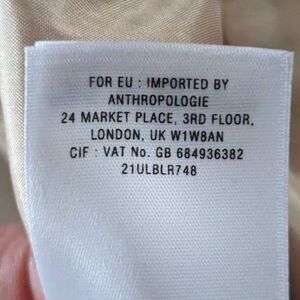 FOR EU : IMPORTED BY
ANTHROPOLOGIE
24 MARKET PLACE, 3RD FLOOR,
LONDON, UK W1W8AN
CIF : VAT No. GB 684936382
21ULBLR748